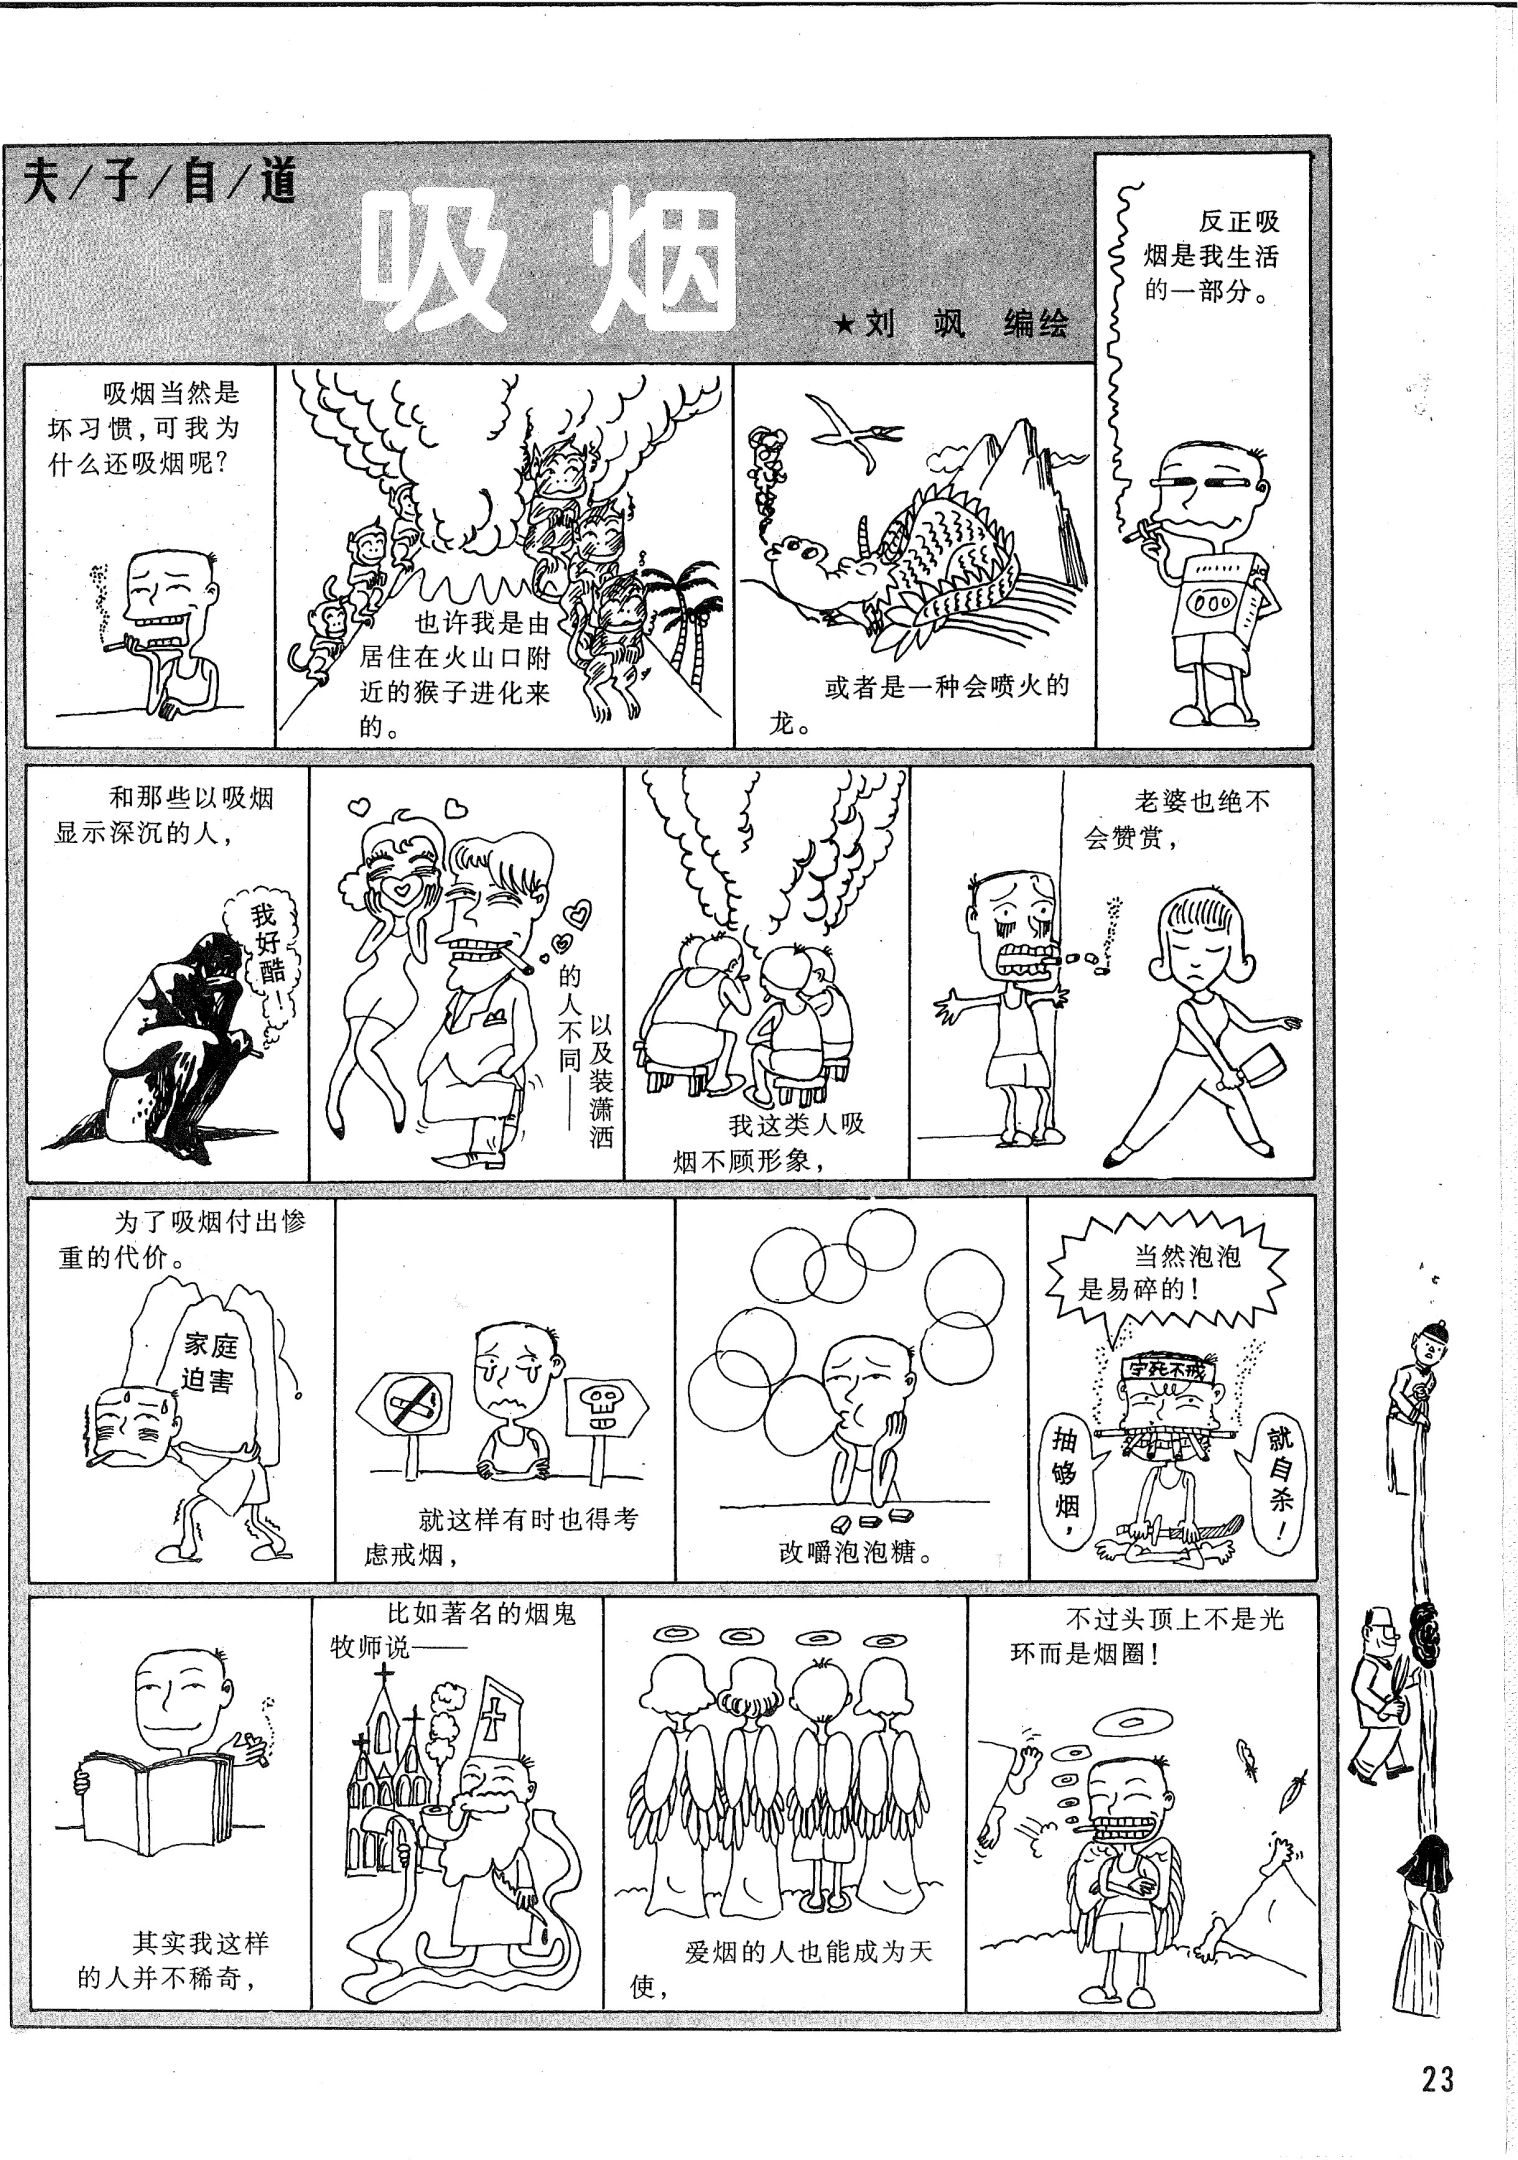 夫/子/自/道
吸 烟
★刘 飒 编绘
吸烟当然是
坏习惯,可我为
什么还吸烟呢?
也许我是由
居住在火山口附
近的猴子进化来
的。
或者是一种会喷火的
龙。
反正吸
烟是我生活
的一部分。
和那些以吸烟
显示深沉的人,
我好酷—
以及装潇洒
的人不同——
我这类人吸
烟不顾形象,
老婆也绝不
会赞赏,
为了吸烟付出惨
重的代价。
家庭
迫害
就这样有时也得考
虑戒烟,
改嚼泡泡糖。
当然泡泡
是易碎的!
宁死不戒
抽够烟,
就自杀!
其实我这样
的人并不稀奇,
比如著名的烟鬼
牧师说——
爱烟的人也能成为天
使,
不过头顶上不是光
环而是烟圈!
23